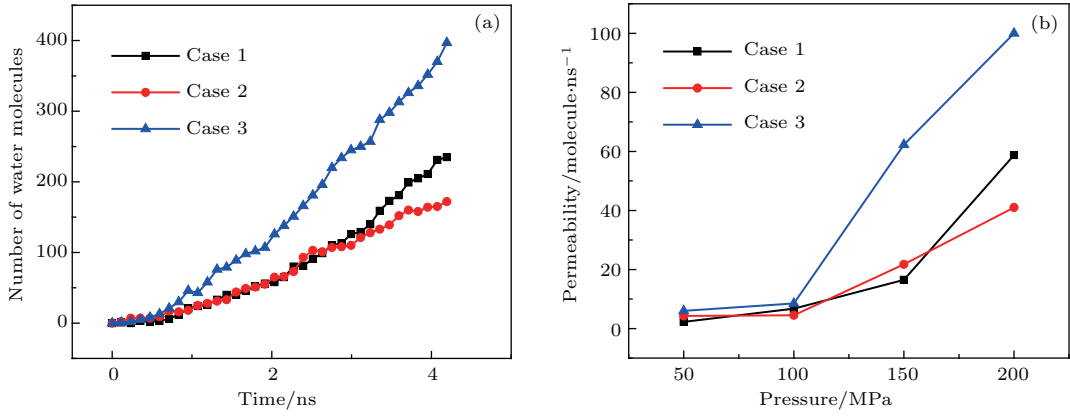 (a)
Case 1
Case 2
Case 3
400
300
200
100
0
0 2 4
Number of water molecules
Time/ns
(b)
Case 1
Case 2
Case 3
100
80
60
40
20
0
50 100 150 200
Permeability/molecule·ns⁻¹
Pressure/MPa